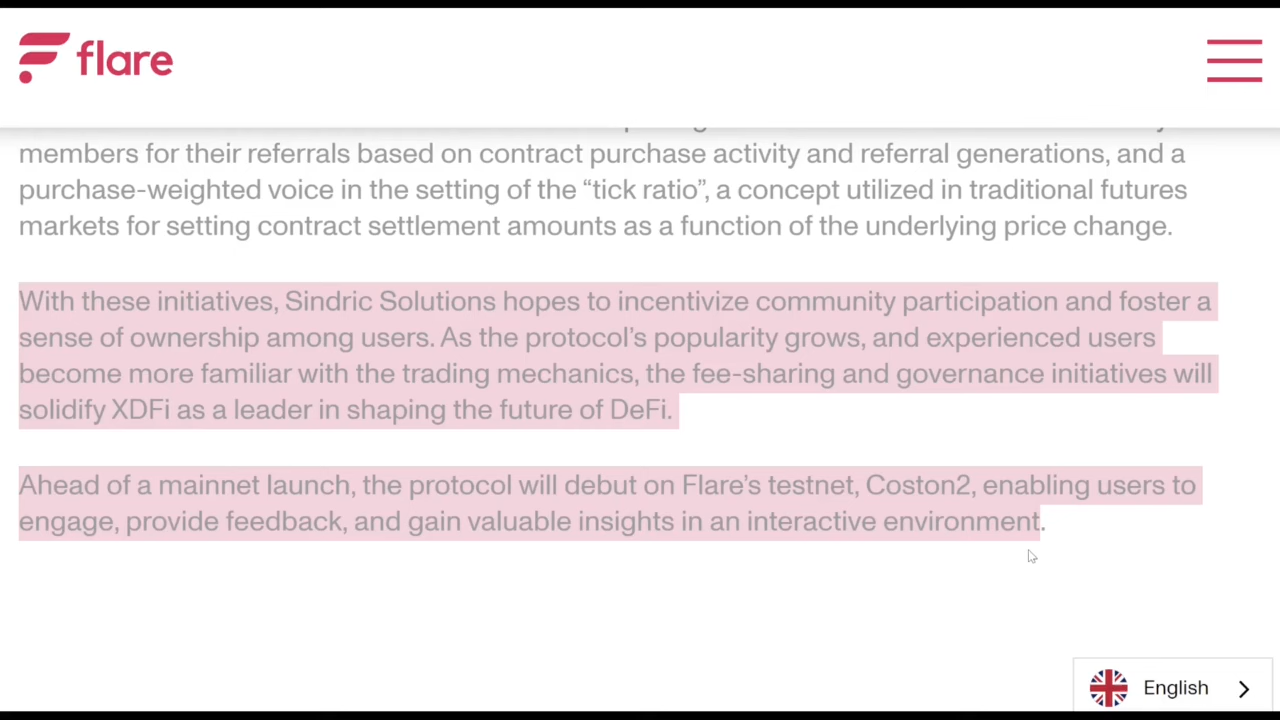 flare
members for their referrals based on contract purchase activity and referral generations, and a
purchase-weighted voice in the setting of the “tick ratio”, a concept utilized in traditional futures
markets for setting contract settlement amounts as a function of the underlying price change.
With these initiatives, Sindric Solutions hopes to incentivize community participation and foster a
sense of ownership among users. As the protocol’s popularity grows, and experienced users
become more familiar with the trading mechanics, the fee-sharing and governance initiatives will
solidify XDFi as a leader in shaping the future of DeFi.
Ahead of a mainnet launch, the protocol will debut on Flare’s testnet, Coston2, enabling users to
engage, provide feedback, and gain valuable insights in an interactive environment.
English